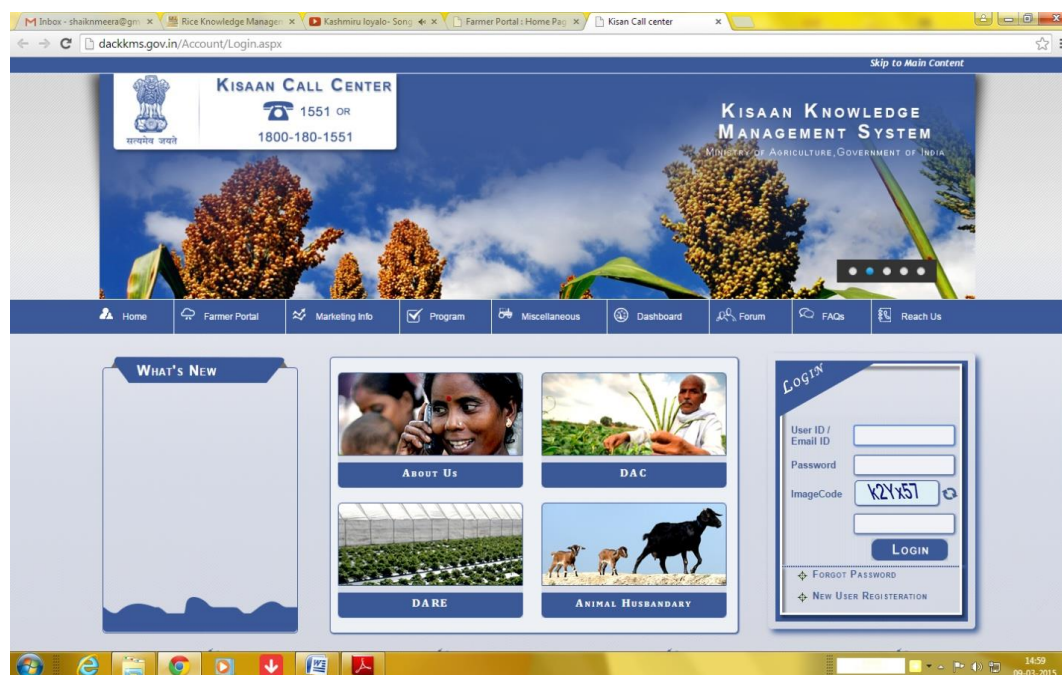 Inbox - shaiknmeera@gm
Rice Knowledge Managem
Kashmiru loyalo- Song
Farmer Portal : Home Pag
Kisan Call center
dackkms.gov.in/Account/Login.aspx
Skip to Main Content
सत्यमेव जयते
KISAAN CALL CENTER
1551 OR
1800-180-1551
KISAAN KNOWLEDGE
MANAGEMENT SYSTEM
MINISTRY OF AGRICULTURE,GOVERNMENT OF INDIA
Home Farmer Portal Marketing Info Program Miscellaneous Dashboard Forum FAQs Reach Us
WHAT'S NEW
ABOUT US
DAC
DARE
ANIMAL HUSBANDARY
LOGIN
User ID /
Email ID
Password
ImageCode k2Yx57
LOGIN
FORGOT PASSWORD
NEW USER REGISTERATION
14:59
09-03-2015